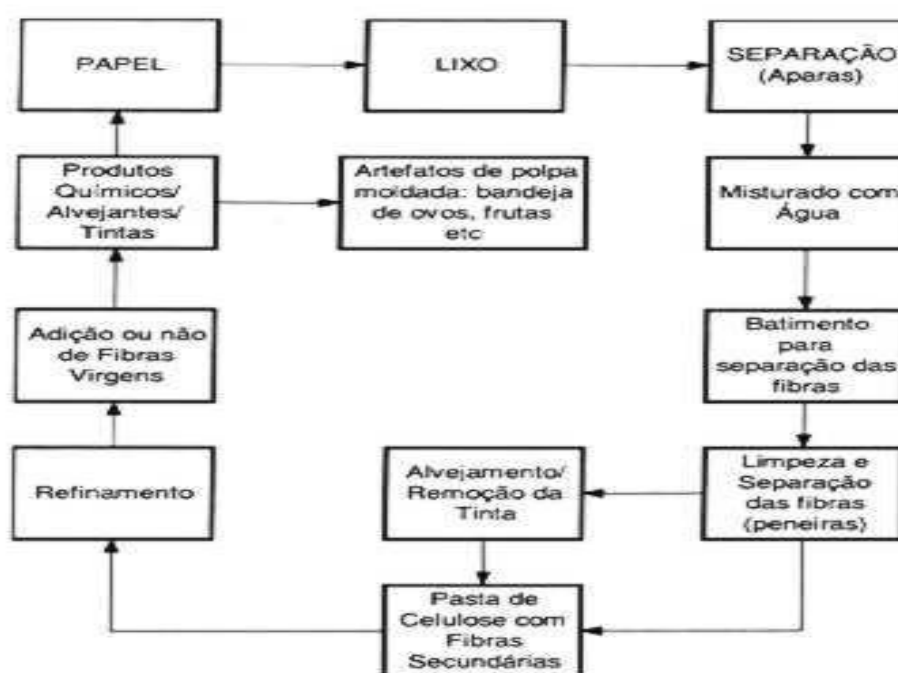 PAPEL
LIXO
SEPARAÇÃO
(Aparas)
Produtos
Químicos/
Alvejantes/
Tintas
Artefatos de polpa
moldada: bandeja
de ovos, frutas
etc
Misturado com
Água
Adição ou não
de Fibras
Virgens
Batimento
para
separação das
fibras
Refinamento
Alvejamento/
Remoção da
Tinta
Limpeza e
Separação
das fibras
(peneiras)
Pasta de
Celulose com
Fibras
Secundárias